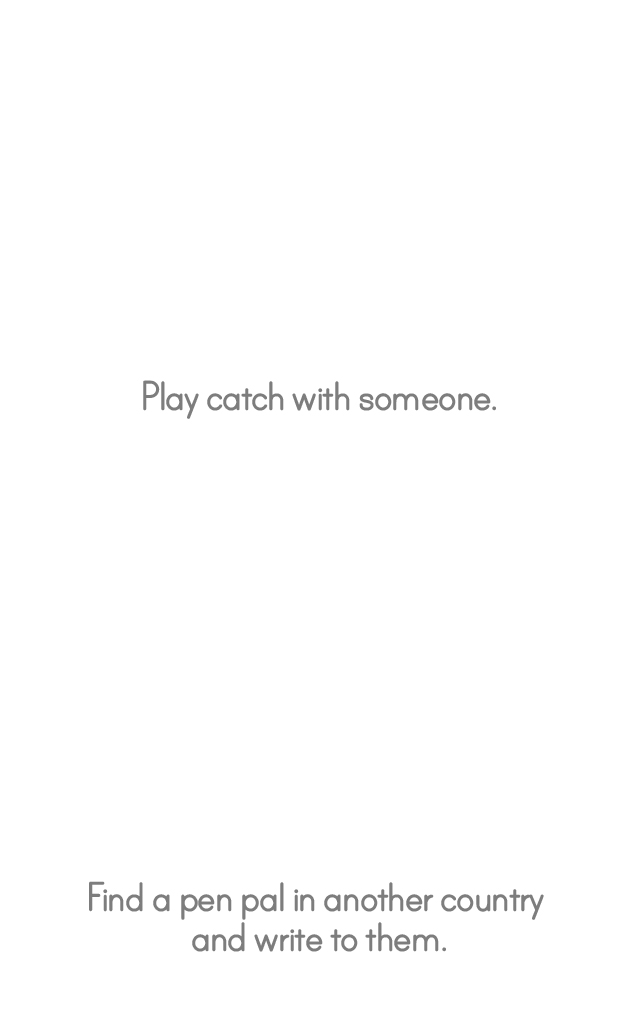 Play catch with someone.
Find a pen pal in another country
and write to them.